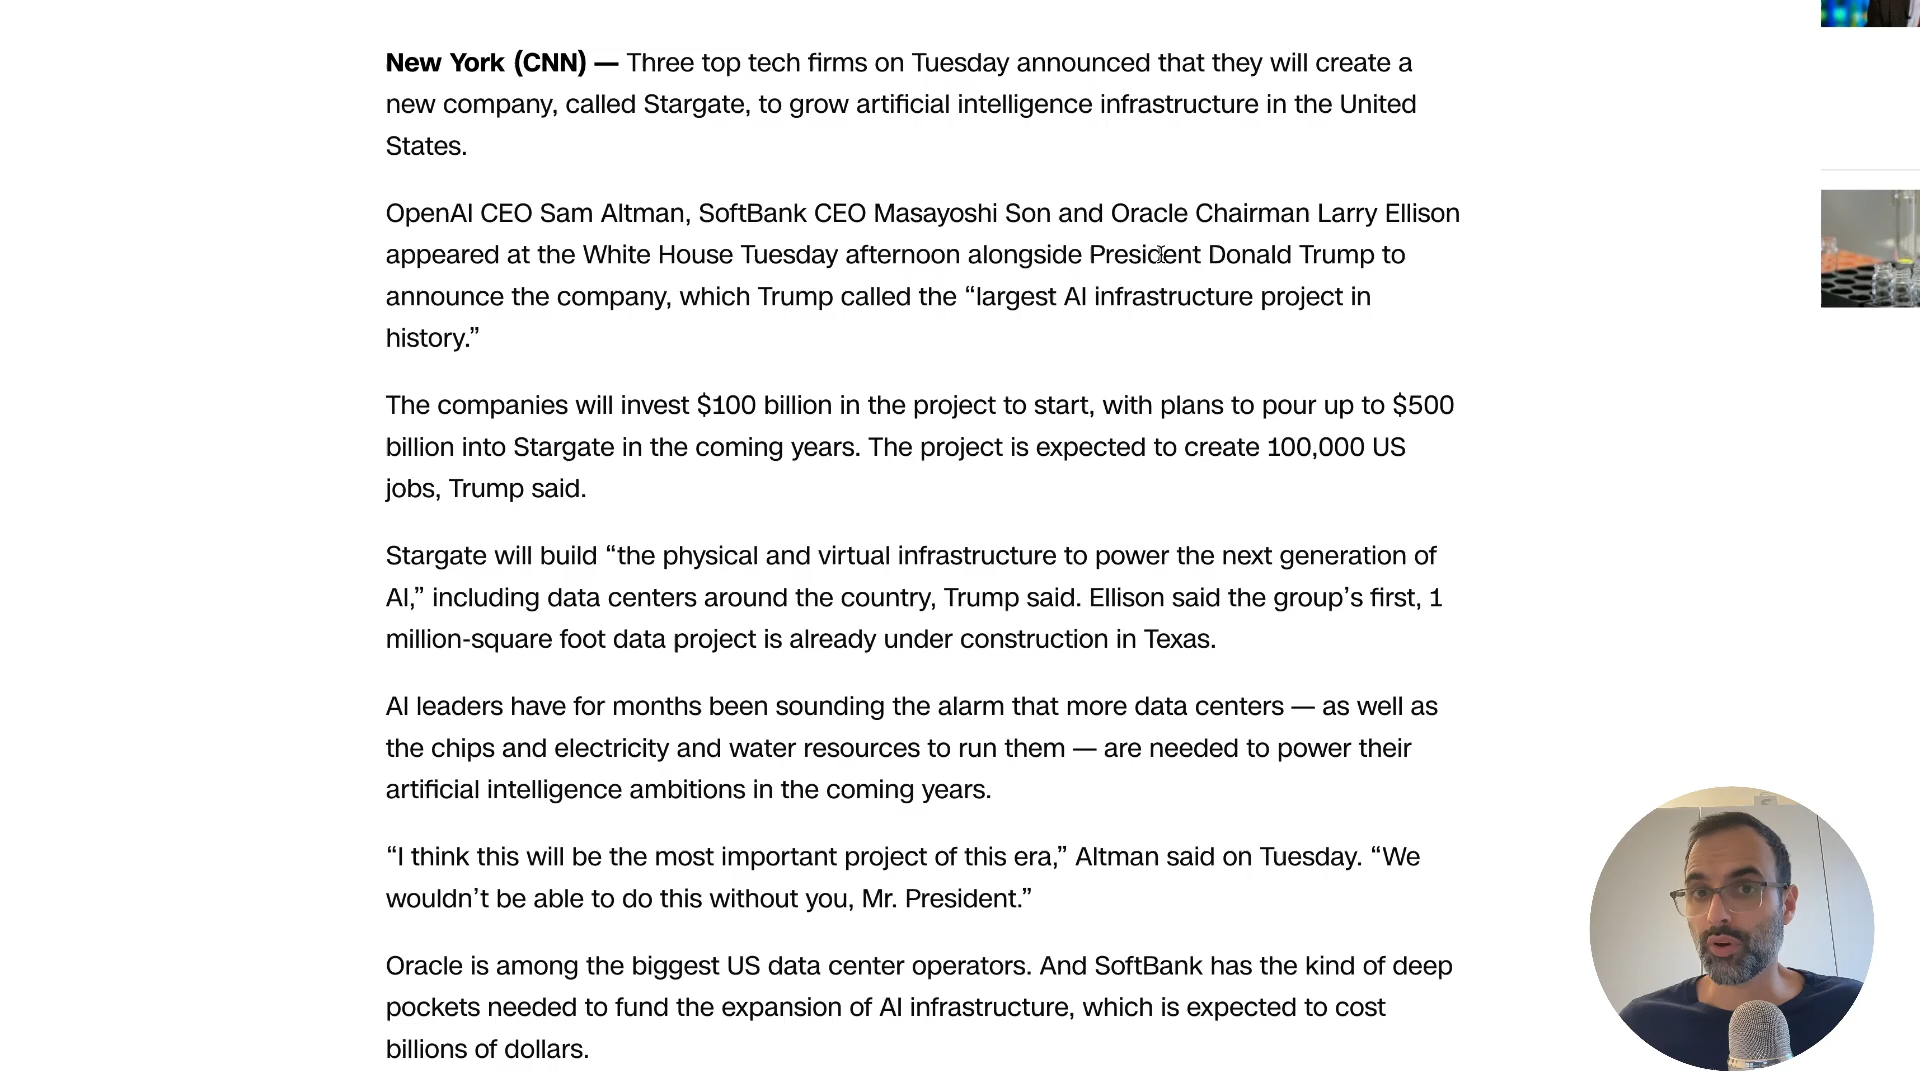 New York (CNN) — Three top tech firms on Tuesday announced that they will create a
new company, called Stargate, to grow artificial intelligence infrastructure in the United
States.
OpenAI CEO Sam Altman, SoftBank CEO Masayoshi Son and Oracle Chairman Larry Ellison
appeared at the White House Tuesday afternoon alongside President Donald Trump to
announce the company, which Trump called the “largest AI infrastructure project in
history.”
The companies will invest $100 billion in the project to start, with plans to pour up to $500
billion into Stargate in the coming years. The project is expected to create 100,000 US
jobs, Trump said.
Stargate will build “the physical and virtual infrastructure to power the next generation of
AI,” including data centers around the country, Trump said. Ellison said the group’s first, 1
million-square foot data project is already under construction in Texas.
AI leaders have for months been sounding the alarm that more data centers — as well as
the chips and electricity and water resources to run them — are needed to power their
artificial intelligence ambitions in the coming years.
“I think this will be the most important project of this era,” Altman said on Tuesday. “We
wouldn’t be able to do this without you, Mr. President.”
Oracle is among the biggest US data center operators. And SoftBank has the kind of deep
pockets needed to fund the expansion of AI infrastructure, which is expected to cost
billions of dollars.